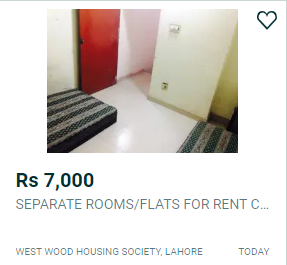 Rs 7,000
SEPARATE ROOMS/FLATS FOR RENT C...
WEST WOOD HOUSING SOCIETY, LAHORE TODAY